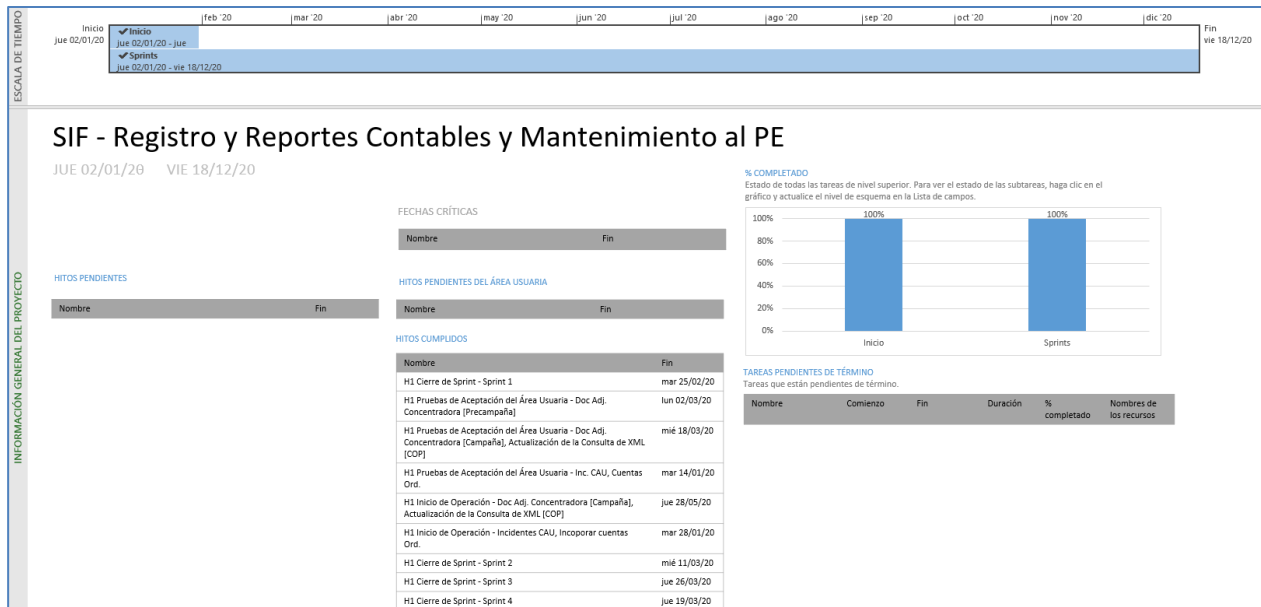 ESCALA DE TIEMPO
feb '20
mar '20
abr '20
may '20
jun '20
jul '20
ago '20
sep '20
oct '20
nov '20
dic '20
Inicio
jue 02/01/20
Inicio
jue 02/01/20 - jue
Sprints
jue 02/01/20 - vie 18/12/20
Fin
vie 18/12/20
INFORMACIÓN GENERAL DEL PROYECTO
SIF - Registro y Reportes Contables y Mantenimiento al PE
JUE 02/01/20 VIE 18/12/20
HITOS PENDIENTES
Nombre Fin
FECHAS CRÍTICAS
Nombre Fin
HITOS PENDIENTES DEL ÁREA USUARIA
Nombre Fin
HITOS CUMPLIDOS
Nombre Fin
H1 Cierre de Sprint - Sprint 1 mar 25/02/20
H1 Pruebas de Aceptación del Área Usuaria - Doc Adj. lun 02/03/20
Concentradora [Precampaña]
H1 Pruebas de Aceptación del Área Usuaria - Doc Adj. mié 18/03/20
Concentradora [Campaña], Actualización de la Consulta de XML
[COP]
H1 Pruebas de Aceptación del Área Usuaria - Inc. CAU, Cuentas mar 14/01/20
Ord.
H1 Inicio de Operación - Doc Adj. Concentradora [Campaña], jue 28/05/20
Actualización de la Consulta de XML [COP]
H1 Inicio de Operación - Incidentes CAU, Incoporar cuentas mar 28/01/20
Ord.
H1 Cierre de Sprint - Sprint 2 mié 11/03/20
H1 Cierre de Sprint - Sprint 3 jue 26/03/20
H1 Cierre de Sprint - Sprint 4 jue 19/03/20
% COMPLETADO
Estado de todas las tareas de nivel superior. Para ver el estado de las subtareas, haga clic en el
gráfico y actualice el nivel de esquema en la Lista de campos.
100%
80%
60%
40%
20%
0%
100% 100%
Inicio Sprints
TAREAS PENDIENTES DE TÉRMINO
Tareas que están pendientes de término.
Nombre Comienzo Fin Duración % Nombres de
completado los recursos